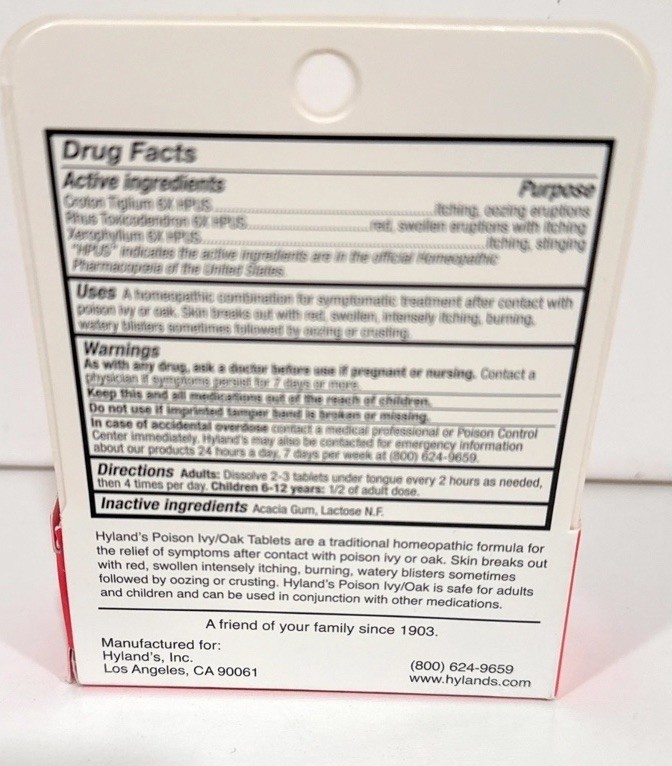 Drug Facts
Active ingredients Purpose
Croton Tiglium 6X HPUS Itching, oozing eruptions
Rhus Toxicodendron 6X HPUS red, swollen eruptions with itching
Xerophyllum 6X HPUS Itching, stinging
"HPUS" indicates the active ingredients are in the official Homeopathic
Pharmacopoeia of the United States.
Uses A homeopathic combination for symptomatic treatment after contact with
poison ivy or oak. Skin breaks out with red, swollen, intensely itching, burning,
watery blisters sometimes followed by oozing or crusting.
Warnings
As with any drug, ask a doctor before use if pregnant or nursing. Contact a
physician if symptoms persist for 7 days or more.
Keep this and all medications out of the reach of children.
Do not use if imprinted tamper band is broken or missing.
In case of accidental overdose contact a medical professional or Poison Control
Center immediately. Hyland's may also be contacted for emergency information
about our products 24 hours a day, 7 days per week at (800) 624-9659.
Directions Adults: Dissolve 2-3 tablets under tongue every 2 hours as needed,
then 4 times per day. Children 6-12 years: 1/2 of adult dose.
Inactive ingredients Acacia Gum, Lactose N.F.
Hyland's Poison Ivy/Oak Tablets are a traditional homeopathic formula for
the relief of symptoms after contact with poison ivy or oak. Skin breaks out
with red, swollen intensely itching, burning, watery blisters sometimes
followed by oozing or crusting. Hyland's Poison Ivy/Oak is safe for adults
and children and can be used in conjunction with other medications.
A friend of your family since 1903.
Manufactured for:
Hyland's, Inc.
Los Angeles, CA 90061
(800) 624-9659
www.hylands.com